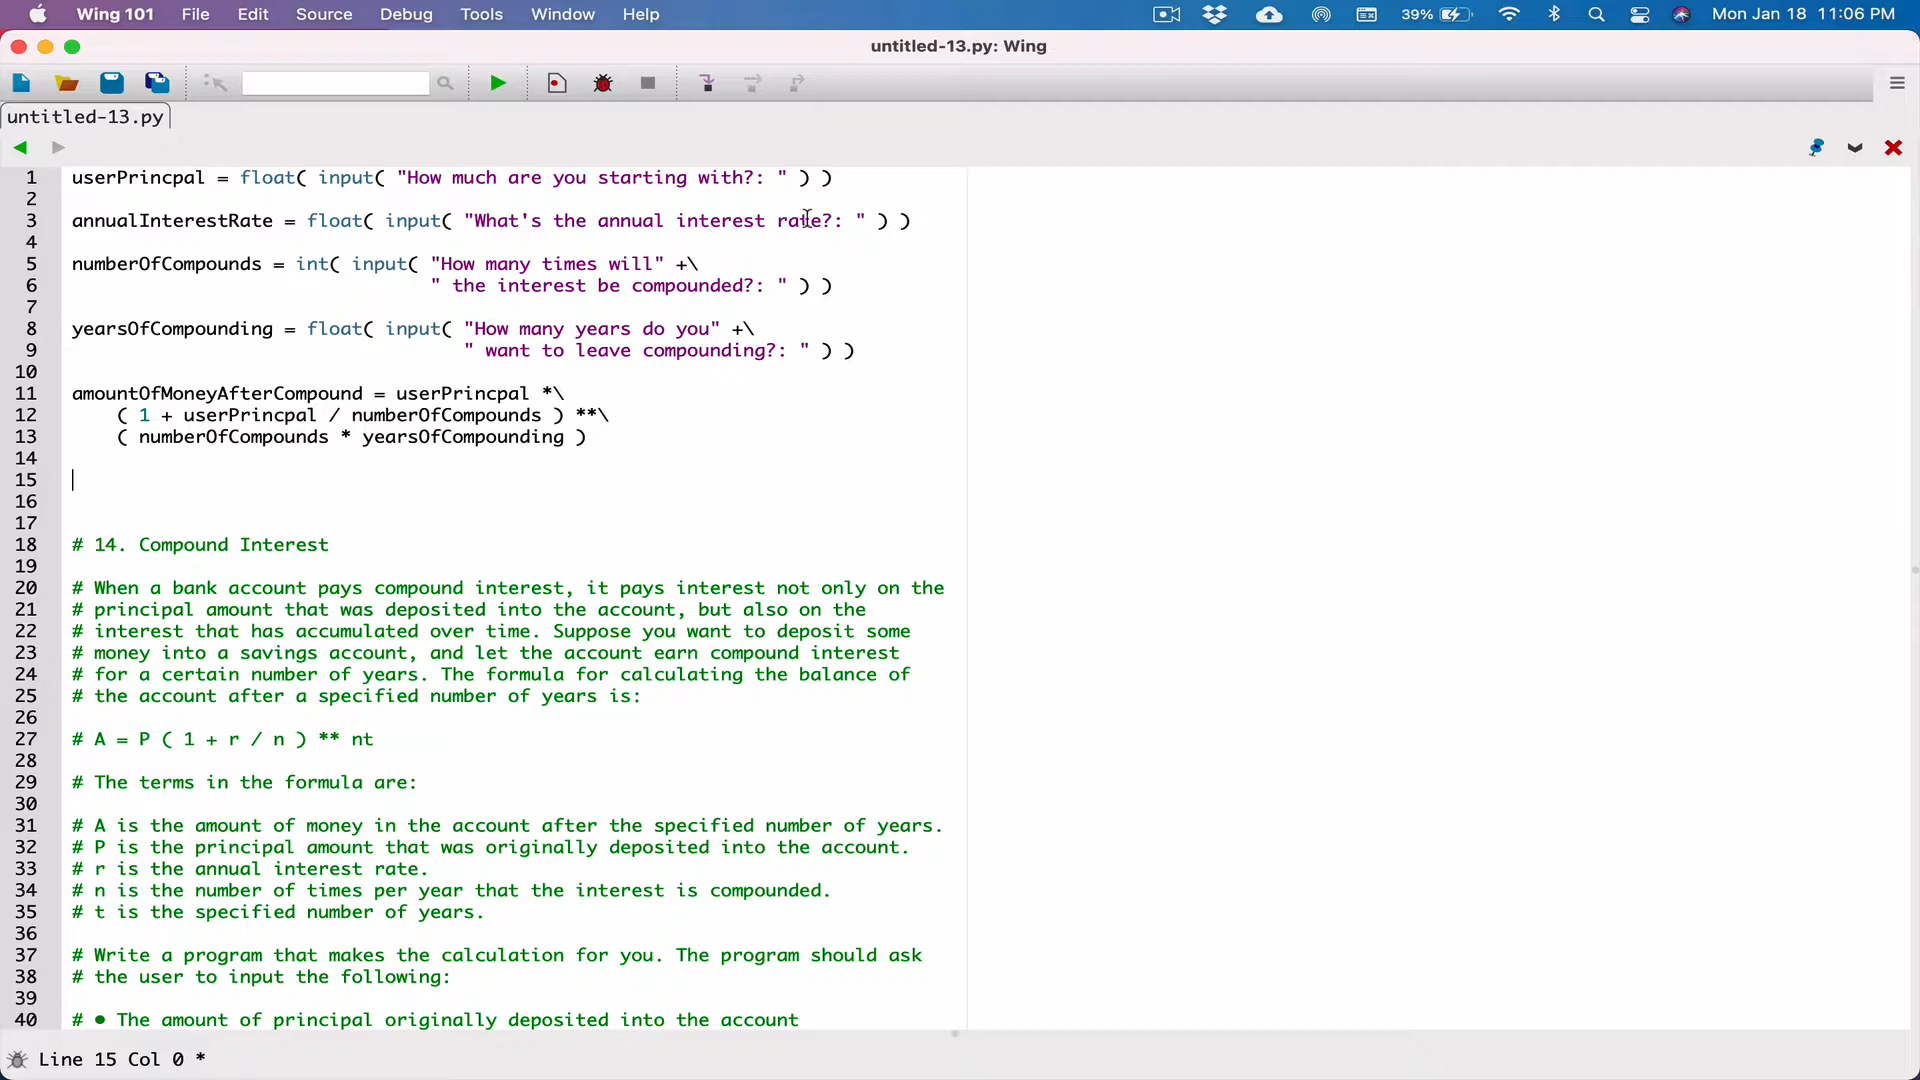 Wing 101 File Edit Source Debug Tools Window Help 39% Mon Jan 18 11:06 PM
untitled-13.py: Wing
untitled-13.py
1 userPrincpal = float( input( "How much are you starting with?: " ) )
2
3 annualInterestRate = float( input( "What's the annual interest rate?: " ) )
4
5 numberOfCompounds = int( input( "How many times will" +\
6 " the interest be compounded?: " ) )
7
8 yearsOfCompounding = float( input( "How many years do you" +\
9 " want to leave compounding?: " ) )
10
11 amountOfMoneyAfterCompound = userPrincpal *\
12 ( 1 + userPrincpal / numberOfCompounds ) **\
13 ( numberOfCompounds * yearsOfCompounding )
14
15
16
17
18 # 14. Compound Interest
19
20 # When a bank account pays compound interest, it pays interest not only on the
21 # principal amount that was deposited into the account, but also on the
22 # interest that has accumulated over time. Suppose you want to deposit some
23 # money into a savings account, and let the account earn compound interest
24 # for a certain number of years. The formula for calculating the balance of
25 # the account after a specified number of years is:
26
27 # A = P ( 1 + r / n ) ** nt
28
29 # The terms in the formula are:
30
31 # A is the amount of money in the account after the specified number of years.
32 # P is the principal amount that was originally deposited into the account.
33 # r is the annual interest rate.
34 # n is the number of times per year that the interest is compounded.
35 # t is the specified number of years.
36
37 # Write a program that makes the calculation for you. The program should ask
38 # the user to input the following:
39
40 # ● The amount of principal originally deposited into the account
Line 15 Col 0 *